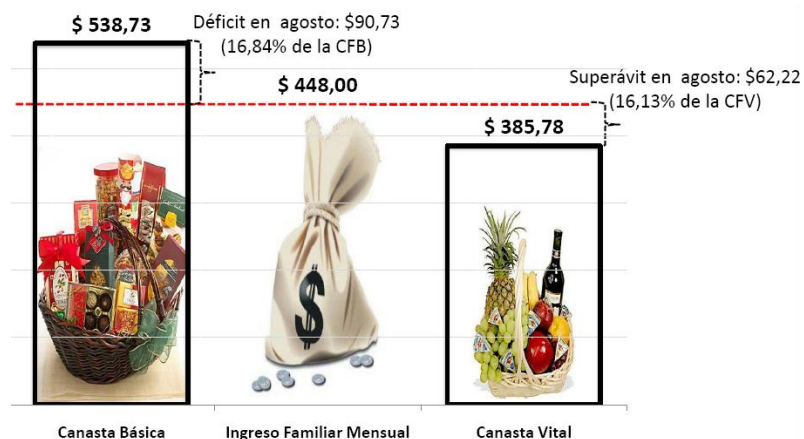 $ 538,73
Déficit en agosto: $90,73
(16,84% de la CFB)
$ 448,00
Superávit en agosto: $62,22
(16,13% de la CFV)
$ 385,78
$
Canasta Básica
Ingreso Familiar Mensual
Canasta Vital